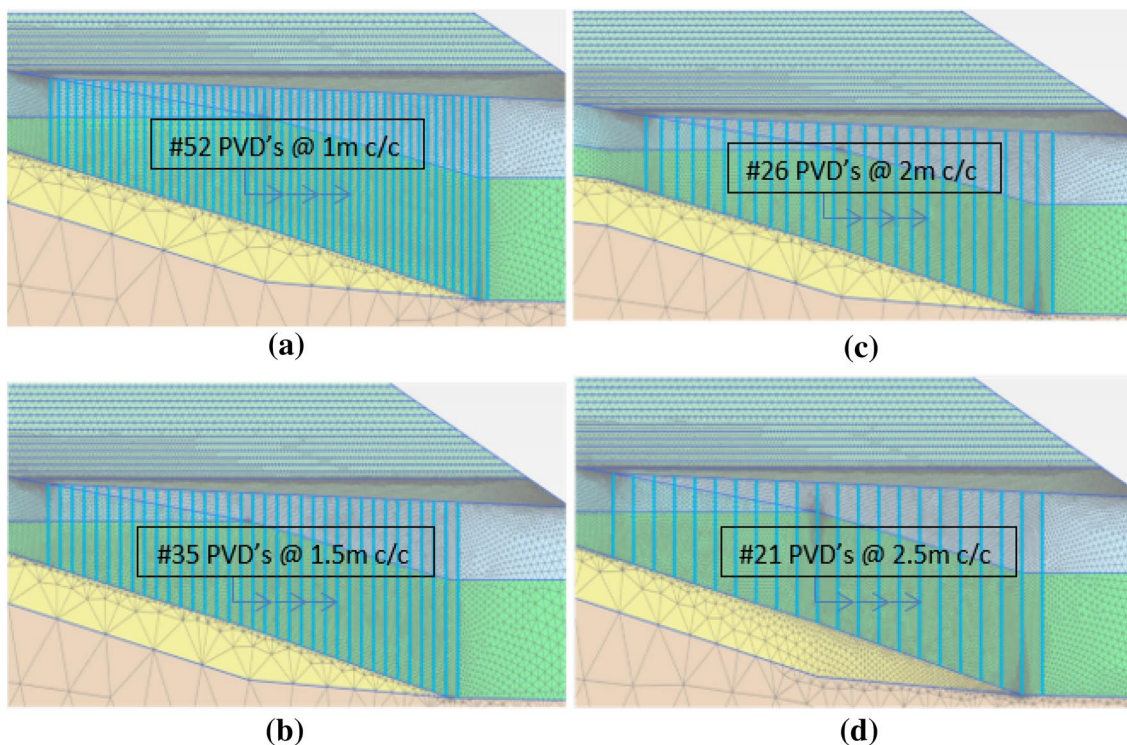 #52 PVD's @ 1m c/c
(a)
#26 PVD's @ 2m c/c
(c)
#35 PVD's @ 1.5m c/c
(b)
#21 PVD's @ 2.5m c/c
(d)